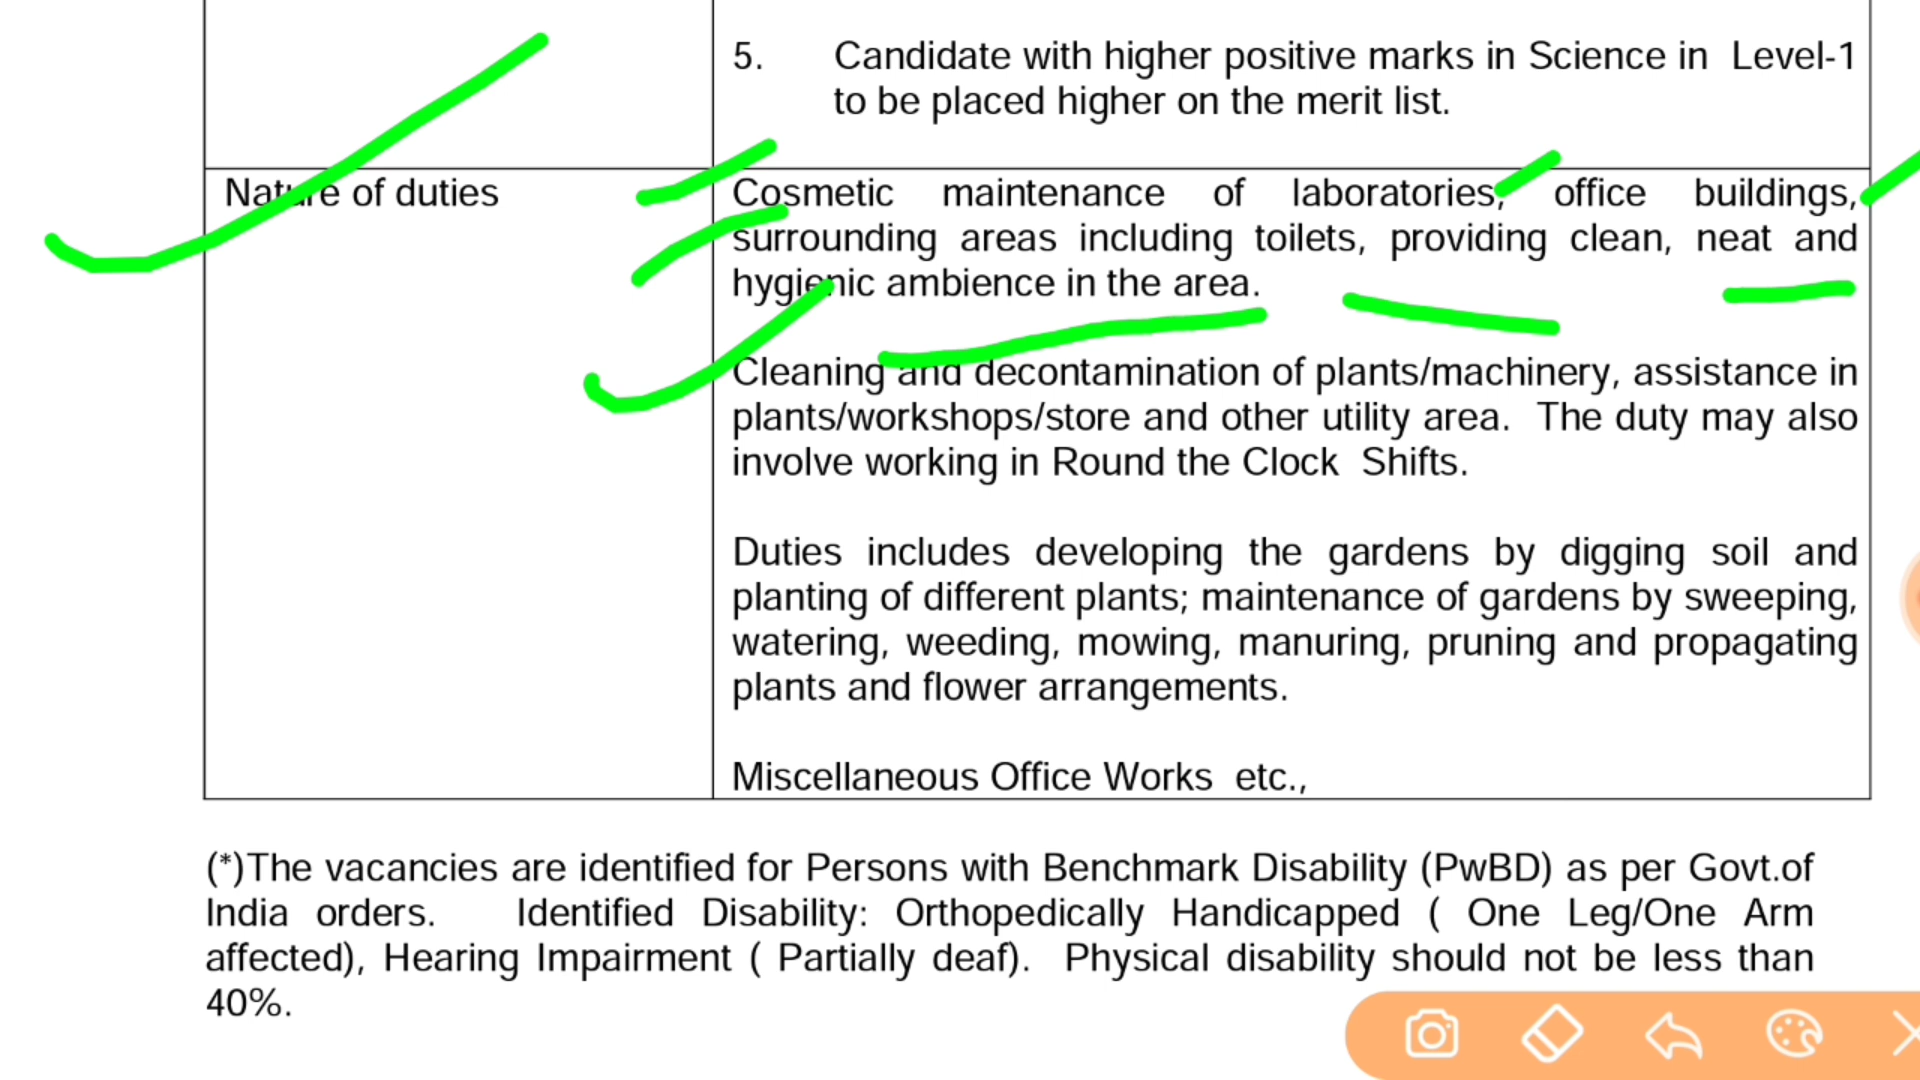 5. Candidate with higher positive marks in Science in Level-1
to be placed higher on the merit list.
Nature of duties
Cosmetic maintenance of laboratories, office buildings,
surrounding areas including toilets, providing clean, neat and
hygienic ambience in the area.
Cleaning and decontamination of plants/machinery, assistance in
plants/workshops/store and other utility area. The duty may also
involve working in Round the Clock Shifts.
Duties includes developing the gardens by digging soil and
planting of different plants; maintenance of gardens by sweeping,
watering, weeding, mowing, manuring, pruning and propagating
plants and flower arrangements.
Miscellaneous Office Works etc.,
(*)The vacancies are identified for Persons with Benchmark Disability (PwBD) as per Govt.of
India orders. Identified Disability: Orthopedically Handicapped ( One Leg/One Arm
affected), Hearing Impairment ( Partially deaf). Physical disability should not be less than
40%.